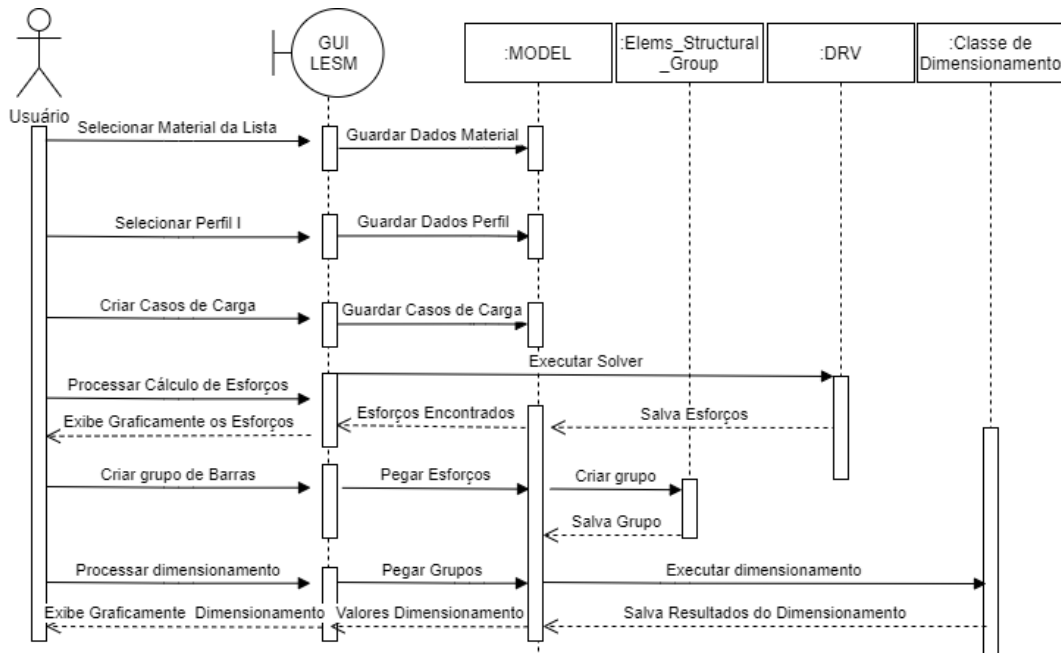 GUI
LESM
:MODEL
:Elems_Structural
_Group
:DRV
:Classe de
Dimensionamento
Usuário
Selecionar Material da Lista
Guardar Dados Material
Selecionar Perfil I
Guardar Dados Perfil
Criar Casos de Carga
Guardar Casos de Carga
Executar Solver
Processar Cálculo de Esforços
Esforços Encontrados
Salva Esforços
Exibe Graficamente os Esforços
Criar grupo de Barras
Pegar Esforços
Criar grupo
Salva Grupo
Processar dimensionamento
Pegar Grupos
Executar dimensionamento
Exibe Graficamente Dimensionamento
Valores Dimensionamento
Salva Resultados do Dimensionamento